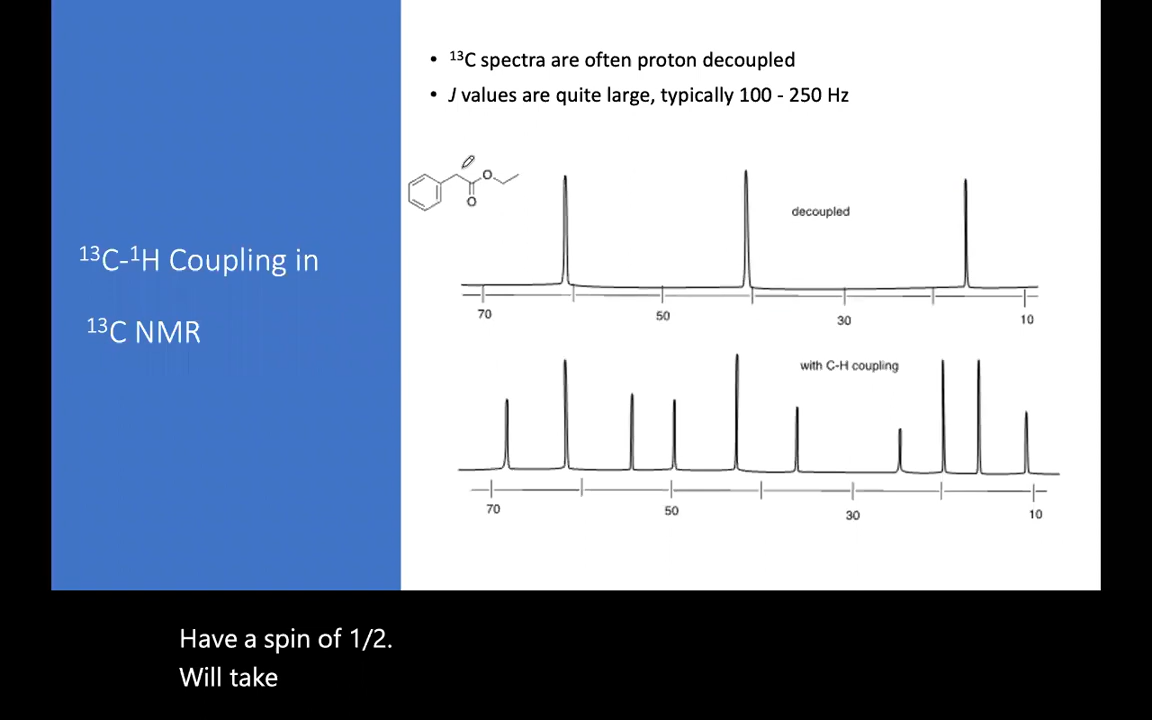 • ¹³C spectra are often proton decoupled
• J values are quite large, typically 100 - 250 Hz
O
O
decoupled
70
50
30
10
¹³C-¹H Coupling in
¹³C NMR
with C-H coupling
70
50
30
10
Have a spin of 1/2.
Will take